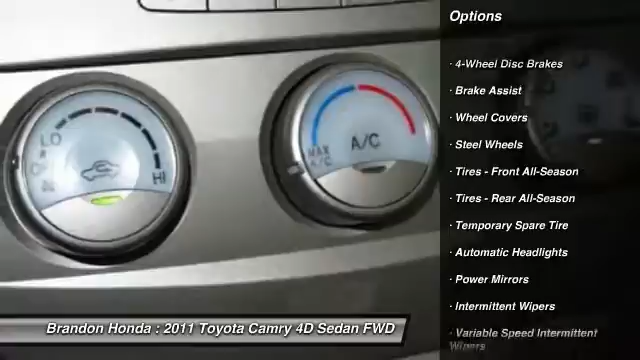 Options
· 4-Wheel Disc Brakes
· Brake Assist
· Wheel Covers
· Steel Wheels
· Tires - Front All-Season
· Tires - Rear All-Season
· Temporary Spare Tire
· Automatic Headlights
· Power Mirrors
· Intermittent Wipers
· Variable Speed Intermittent
Wipers
LO
HI
A/C
MAX
A/C
Brandon Honda : 2011 Toyota Camry 4D Sedan FWD